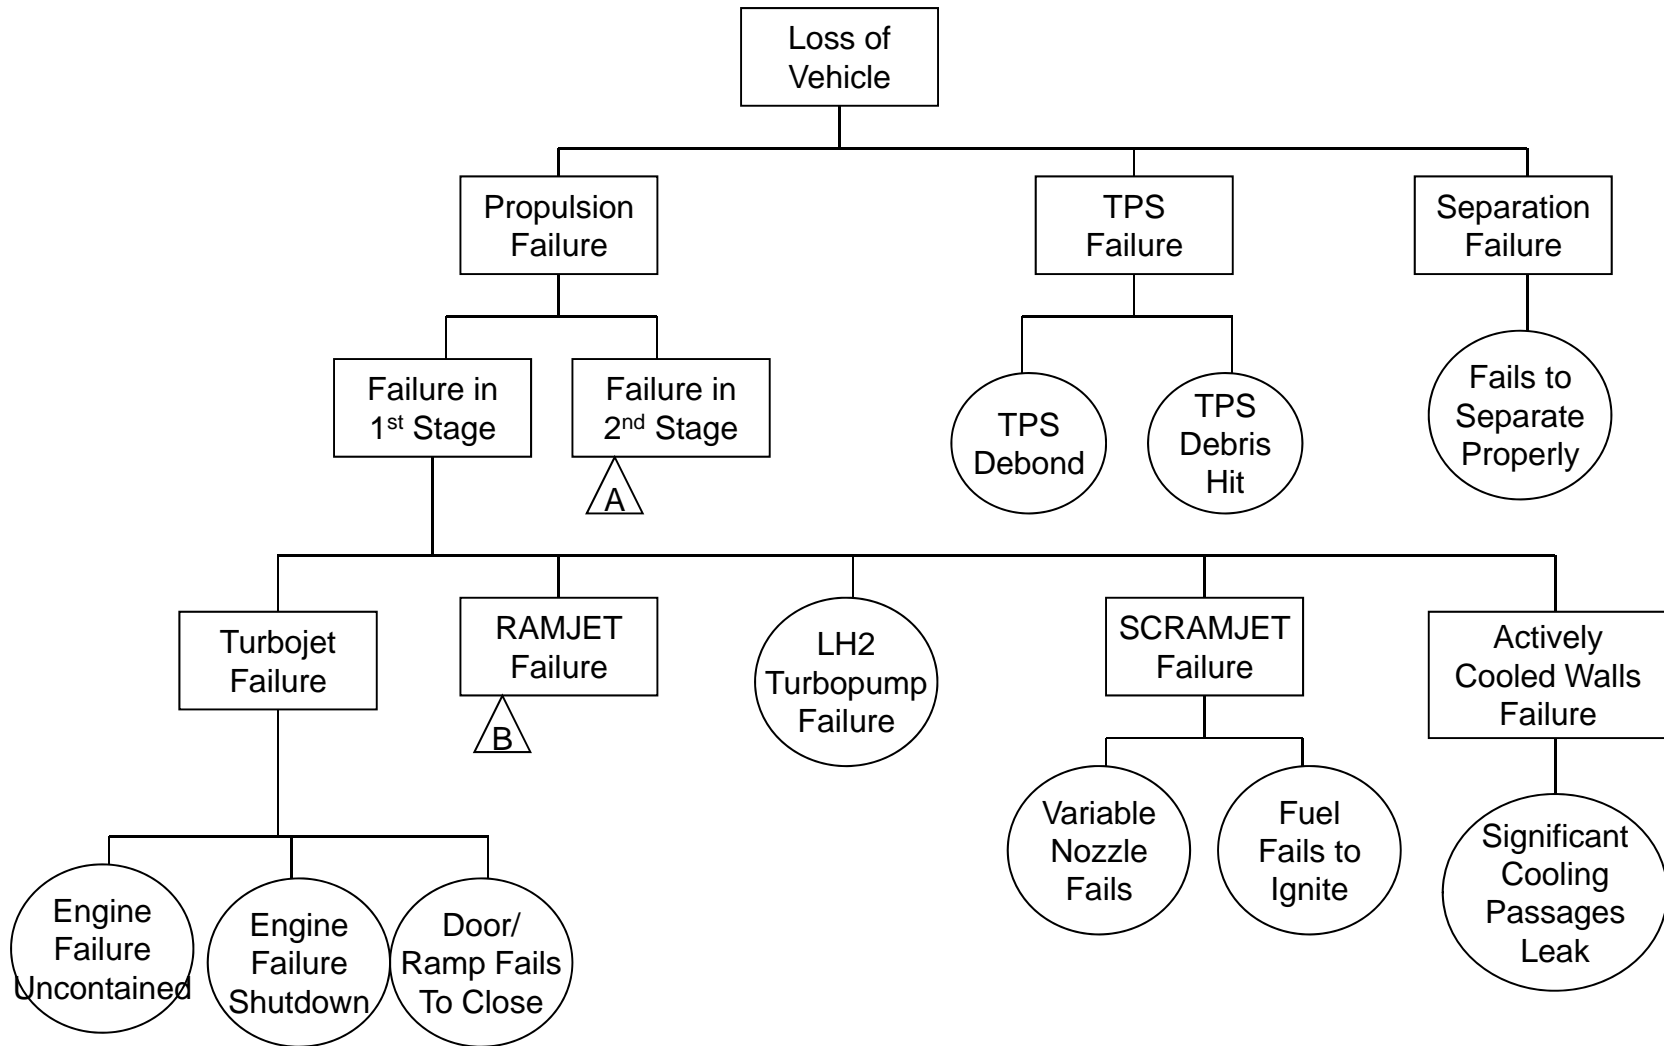 Loss of
Vehicle
Propulsion
Failure
TPS
Failure
Separation
Failure
Failure in
1st Stage
Failure in
2nd Stage
A
TPS
Debond
TPS
Debris
Hit
Fails to
Separate
Properly
Turbojet
Failure
RAMJET
Failure
B
LH2
Turbopump
Failure
SCRAMJET
Failure
Actively
Cooled Walls
Failure
Engine
Failure
Uncontained
Engine
Failure
Shutdown
Door/
Ramp Fails
To Close
Variable
Nozzle
Fails
Fuel
Fails to
Ignite
Significant
Cooling
Passages
Leak